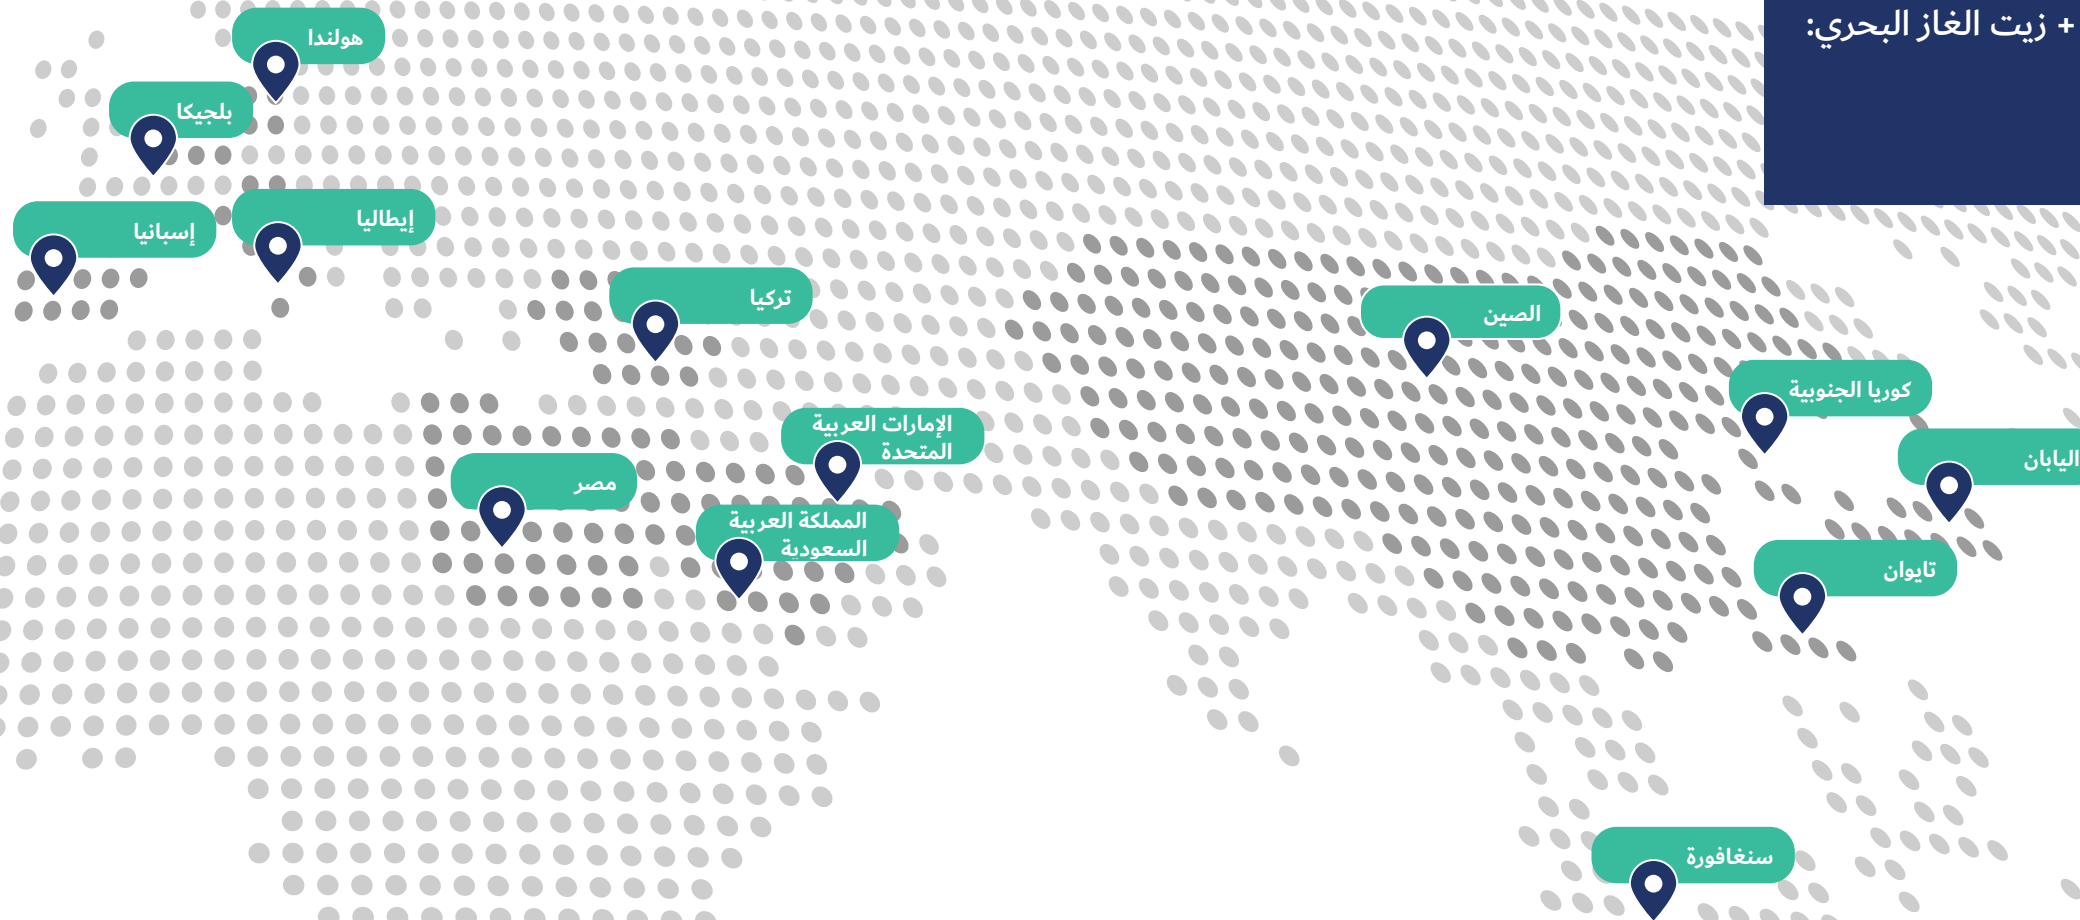 + زيت الغاز البحري:
هولندا
بلجيكا
إيطاليا
إسبانيا
تركيا
الصين
كوريا الجنوبية
الإمارات العربية
المتحدة
اليابان
مصر
المملكة العربية
السعودية
تايوان
سنغافورة